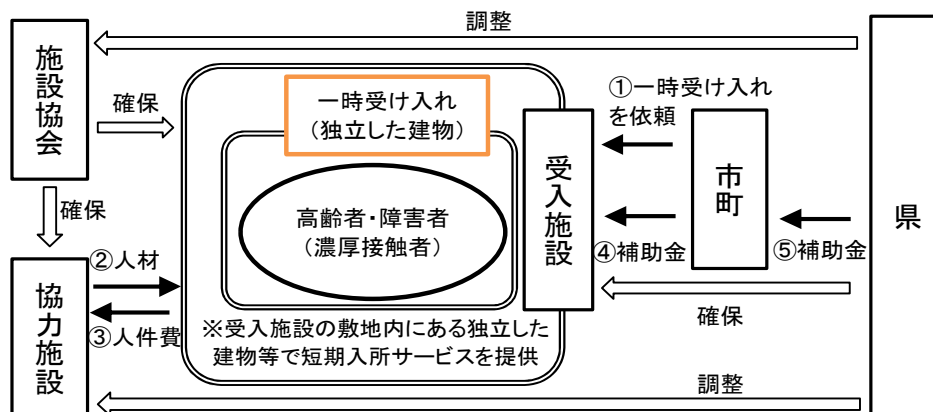 調整
施設協会
確保
一時受け入れ
（独立した建物）
①一時受け入れ
を依頼
受入施設
市町
県
高齢者・障害者
（濃厚接触者）
確保
④補助金
⑤補助金
②人材
協力施設
③人件費
確保
※受入施設の敷地内にある独立した
建物等で短期入所サービスを提供
調整